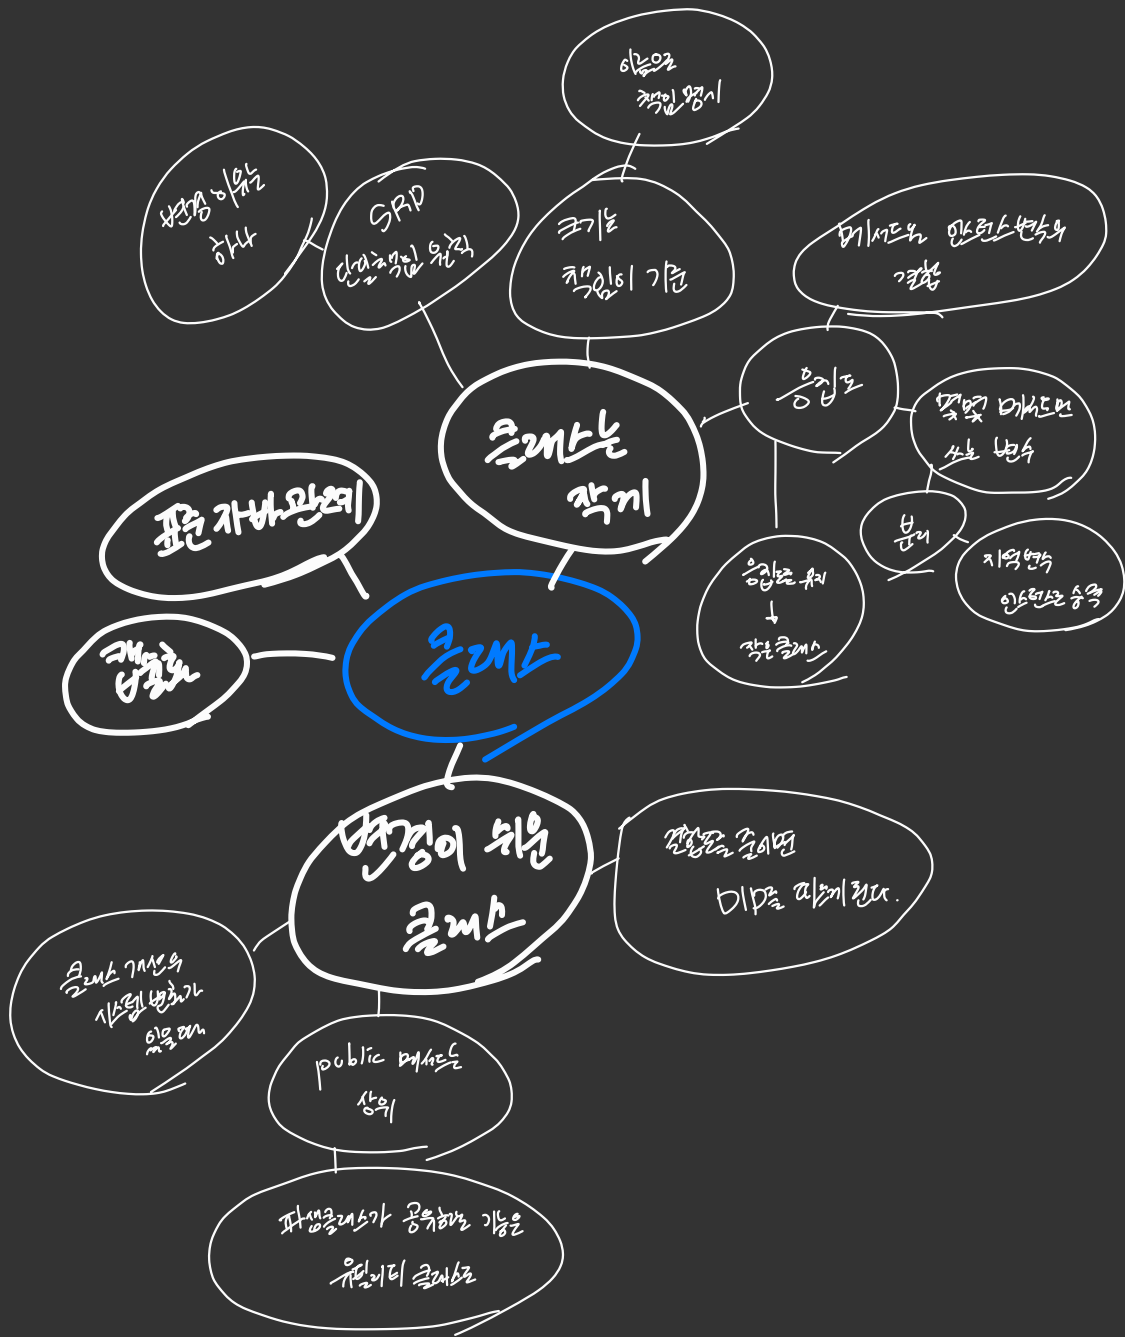 이름으로
책임 명시
변경 이유는
하나
SRP
단일책임 원칙
크기는
책임이 기준
메서드와 인스턴스변수의
결합
응집도
몇몇 메서드만
쓰는 변수
분리
지역변수
인스턴스로 승격
응집도를 유지
↓
작은 클래스
클래스는
작게
표준 자바 관례
캡슐화
클래스
변경이 쉬운
클래스
결합도를 줄이면
DIP를 따르게 된다.
클래스 개선은
시스템 변화가
있을 때
public 메서드는
상위
파생클래스가 공유하는 기능은
유틸리티 클래스로